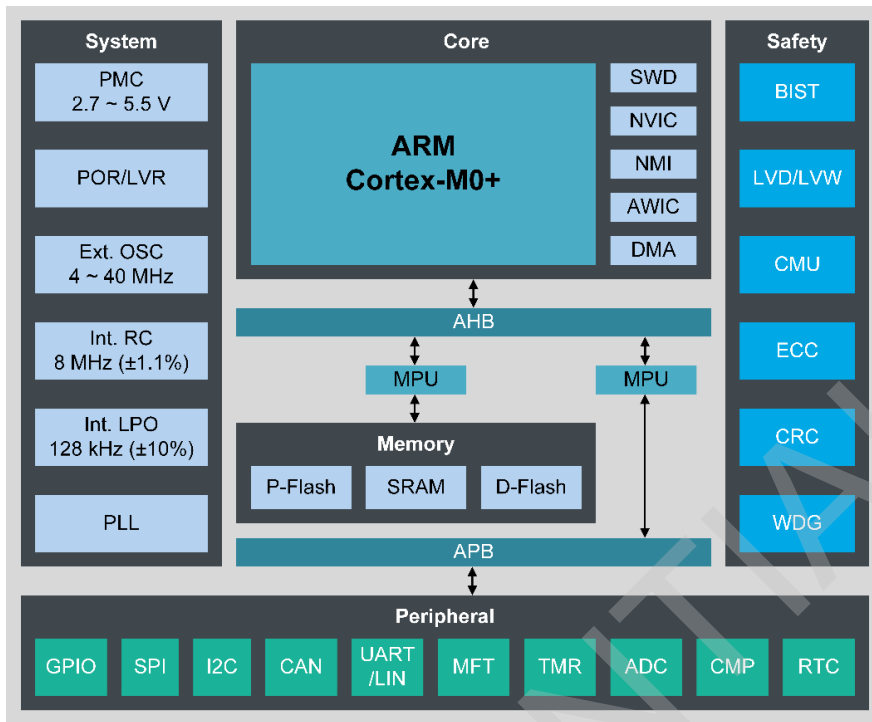 System
PMC
2.7 ~ 5.5 V
POR/LVR
Ext. OSC
4 ~ 40 MHz
Int. RC
8 MHz (±1.1%)
Int. LPO
128 kHz (±10%)
PLL
Core
ARM
Cortex-M0+
SWD
NVIC
NMI
AWIC
DMA
AHB
MPU
MPU
Memory
P-Flash
SRAM
D-Flash
APB
Safety
BIST
LVD/LVW
CMU
ECC
CRC
WDG
Peripheral
GPIO
SPI
I2C
CAN
UART
/LIN
MFT
TMR
ADC
CMP
RTC
NTIAL